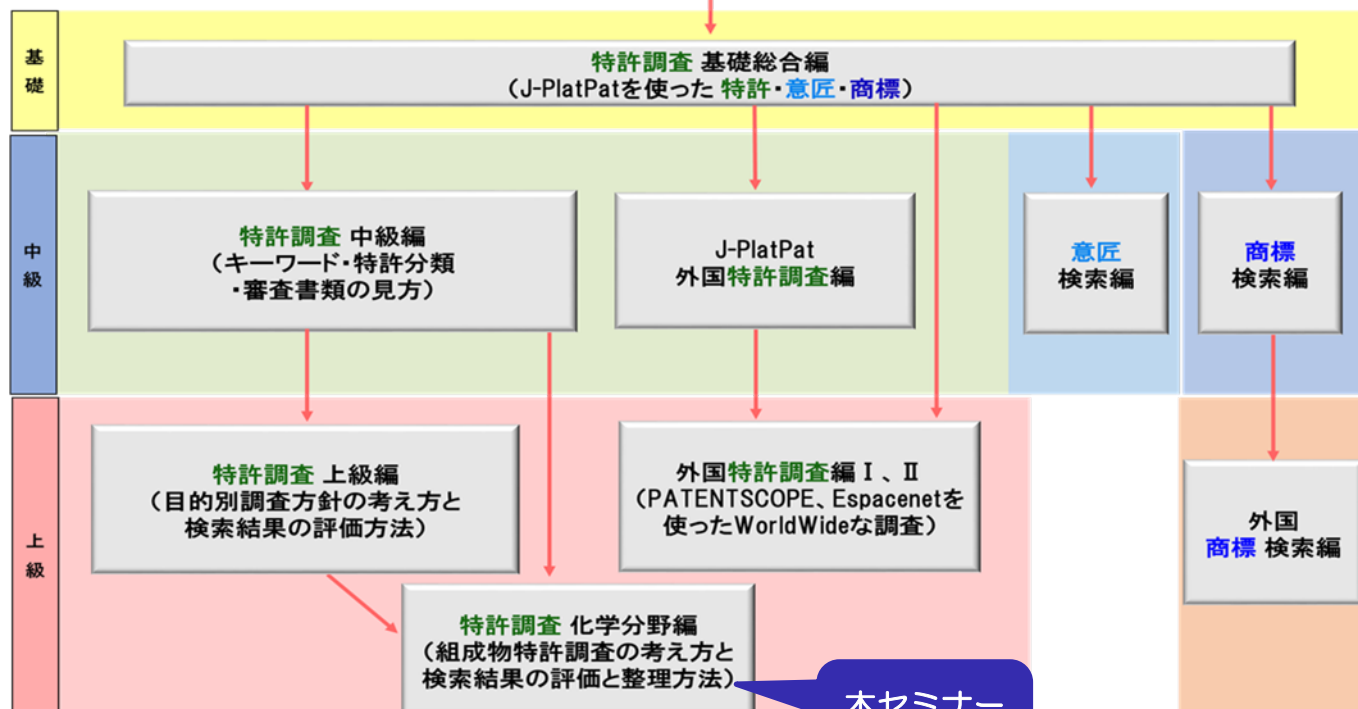 基
礎
特許調査 基礎総合編
（J-PlatPatを使った 特許・意匠・商標）
中
級
特許調査 中級編
（キーワード・特許分類
・審査書類の見方）
J-PlatPat
外国特許調査編
意匠
検索編
商標
検索編
上
級
特許調査 上級編
（目的別調査方針の考え方と
検索結果の評価方法）
外国特許調査編Ⅰ、Ⅱ
（PATENTSCOPE、Espacenetを
使ったWorldWideな調査）
外国
商標 検索編
特許調査 化学分野編
（組成物特許調査の考え方と
検索結果の評価と整理方法）
本セミナー